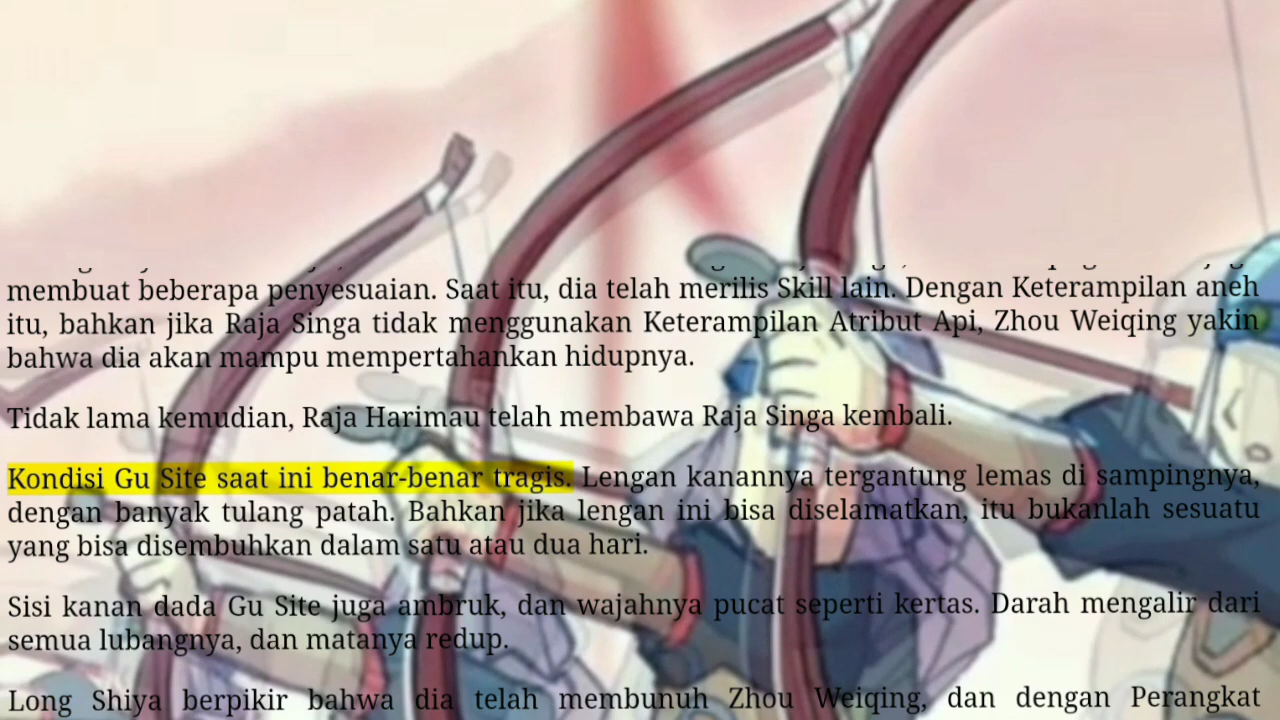 membuat beberapa penyesuaian. Saat itu, dia telah merilis Skill lain. Dengan Keterampilan aneh
itu, bahkan jika Raja Singa tidak menggunakan Keterampilan Atribut Api, Zhou Weiqing yakin
bahwa dia akan mampu mempertahankan hidupnya.
Tidak lama kemudian, Raja Harimau telah membawa Raja Singa kembali.
Kondisi Gu Site saat ini benar-benar tragis. Lengan kanannya tergantung lemas di sampingnya,
dengan banyak tulang patah. Bahkan jika lengan ini bisa diselamatkan, itu bukanlah sesuatu
yang bisa disembuhkan dalam satu atau dua hari.
Sisi kanan dada Gu Site juga ambruk, dan wajahnya pucat seperti kertas. Darah mengalir dari
semua lubangnya, dan matanya redup.
Long Shiya berpikir bahwa dia telah membunuh Zhou Weiqing, dan dengan Perangkat